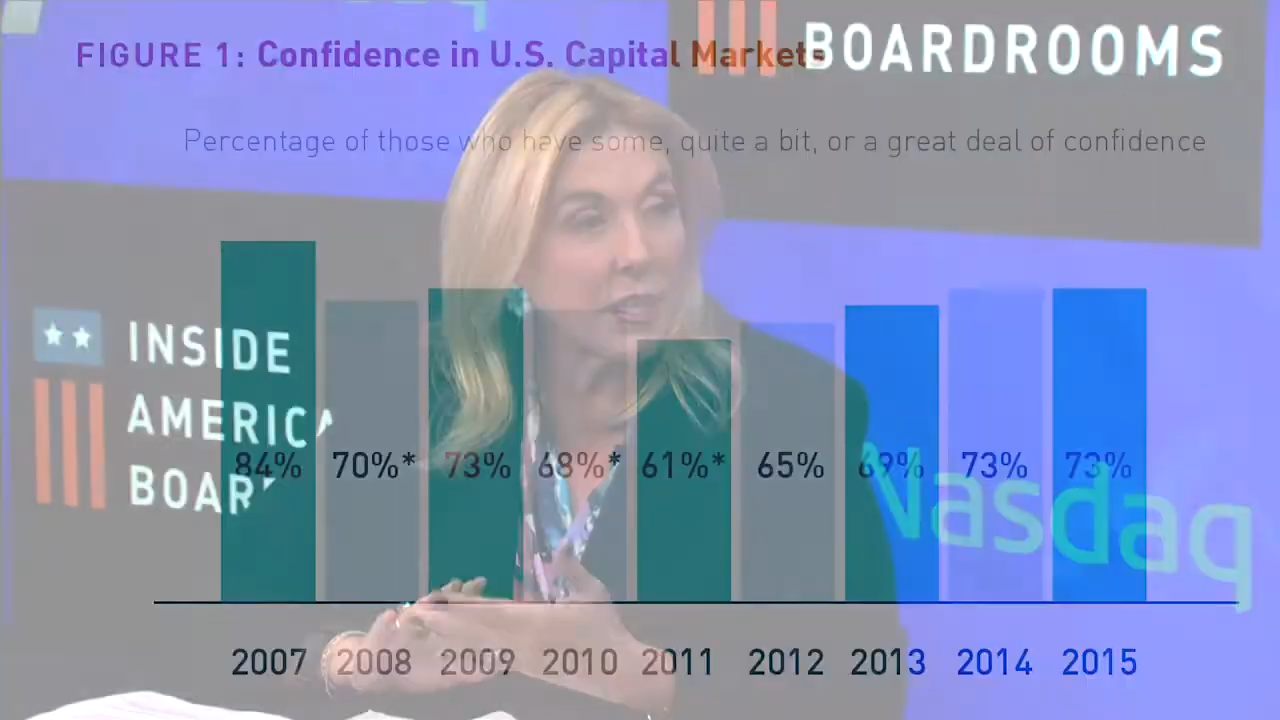 FIGURE 1: Confidence in U.S. Capital Markets
BOARDROOMS
Percentage of those who have some, quite a bit, or a great deal of confidence
INSIDE
AMERICA
BOAR
84% 70%* 73% 68%* 61%* 65% 69% 73% 73%
Nasdaq
2007 2008 2009 2010 2011 2012 2013 2014 2015